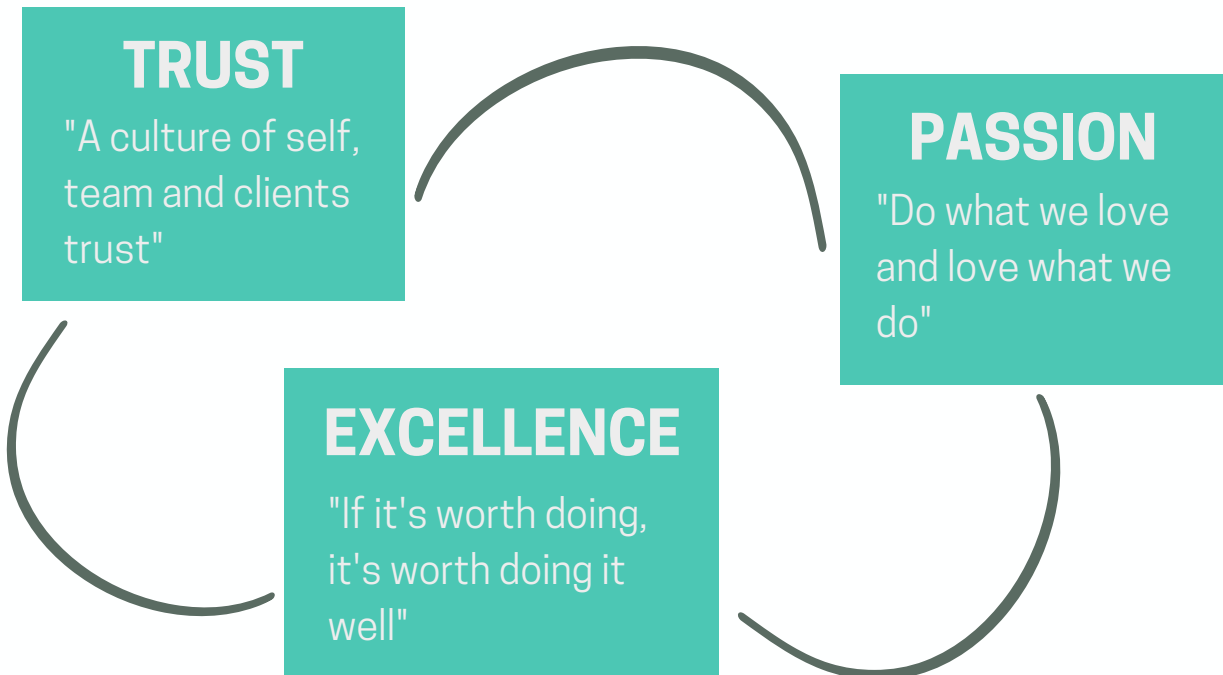 TRUST
"A culture of self,
team and clients
trust"
PASSION
"Do what we love
and love what we
do"
EXCELLENCE
"If it's worth doing,
it's worth doing it
well"